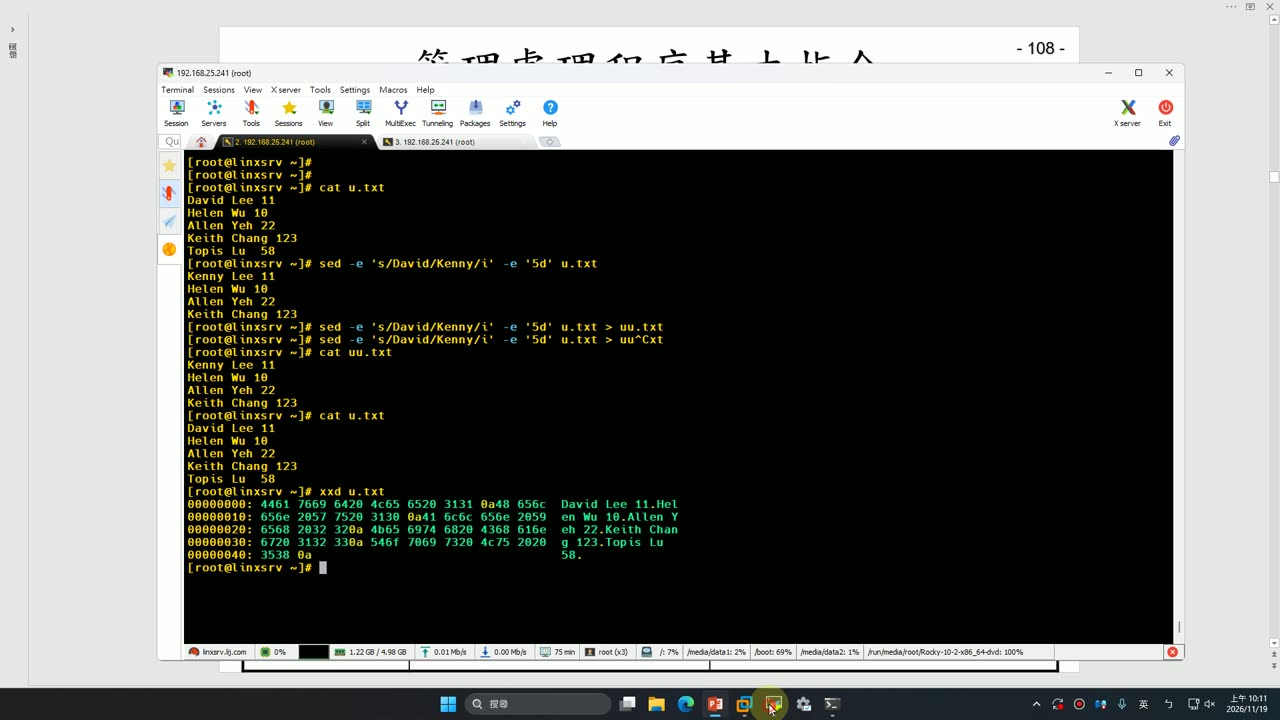 - 108 -
管理處理程序基本指令
192.168.25.241 (root)
Terminal Sessions View X server Tools Settings Macros Help
Session Servers Tools Sessions View Split MultiExec Tunneling Packages Settings Help X server Exit
Qu 2. 192.168.25.241 (root) 3. 192.168.25.241 (root)
[root@linxsrv ~]#
[root@linxsrv ~]#
[root@linxsrv ~]# cat u.txt
David Lee 11
Helen Wu 10
Allen Yeh 22
Keith Chang 123
Topis Lu  58
[root@linxsrv ~]# sed -e 's/David/Kenny/i' -e '5d' u.txt
Kenny Lee 11
Helen Wu 10
Allen Yeh 22
Keith Chang 123
[root@linxsrv ~]# sed -e 's/David/Kenny/i' -e '5d' u.txt > uu.txt
[root@linxsrv ~]# sed -e 's/David/Kenny/i' -e '5d' u.txt > uu^Cxt
[root@linxsrv ~]# cat uu.txt
Kenny Lee 11
Helen Wu 10
Allen Yeh 22
Keith Chang 123
[root@linxsrv ~]# cat u.txt
David Lee 11
Helen Wu 10
Allen Yeh 22
Keith Chang 123
Topis Lu  58
[root@linxsrv ~]# xxd u.txt
00000000: 4461 7669 6420 4c65 6520 3131 0a48 656c  David Lee 11.Hel
00000010: 656e 2057 7520 3130 0a41 6c6c 656e 2059  en Wu 10.Allen Y
00000020: 6568 2032 320a 4b65 6974 6820 4368 616e  eh 22.Keith Chan
00000030: 6720 3132 330a 546f 7069 7320 4c75 2020  g 123.Topis Lu
00000040: 3538 0a  58.
[root@linxsrv ~]#
linxsrv.lij.com 0% 1.22 GB / 4.98 GB 0.01 Mb/s 0.00 Mb/s 75 min root (x3) /: 7% /media/data1: 2% /boot: 69% /media/data2: 1% /run/media/root/Rocky-10-2-x86_64-dvd: 100%
搜尋
英
上午 10:11
2026/11/19